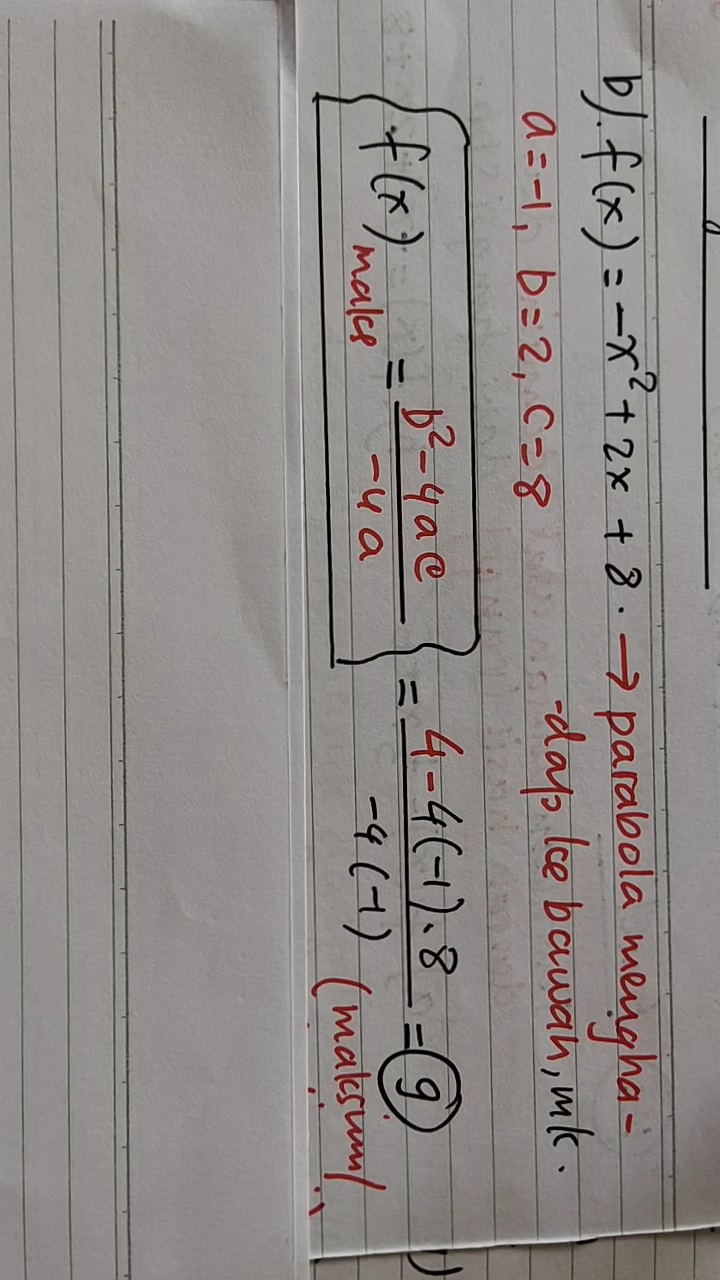 b). f(x) = -x² + 2x + 8. → parabola mengha-
-dap ke bawah, mk.
a = -1, b = 2, c = 8
f(x) maks = b² - 4ac / -4a = 4 - 4(-1).8 / -4(-1) = 9
(maksimum)